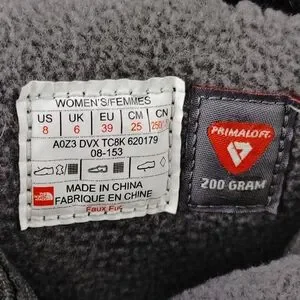 WOMEN'S/FEMMES
US UK EU CM CN
8 6 39 25 250
A0Z3 DVX TC8K 620179
08-153
MADE IN CHINA
FABRIQUE EN CHINE
Faux Fur
PRIMALOFT
200 GRAM